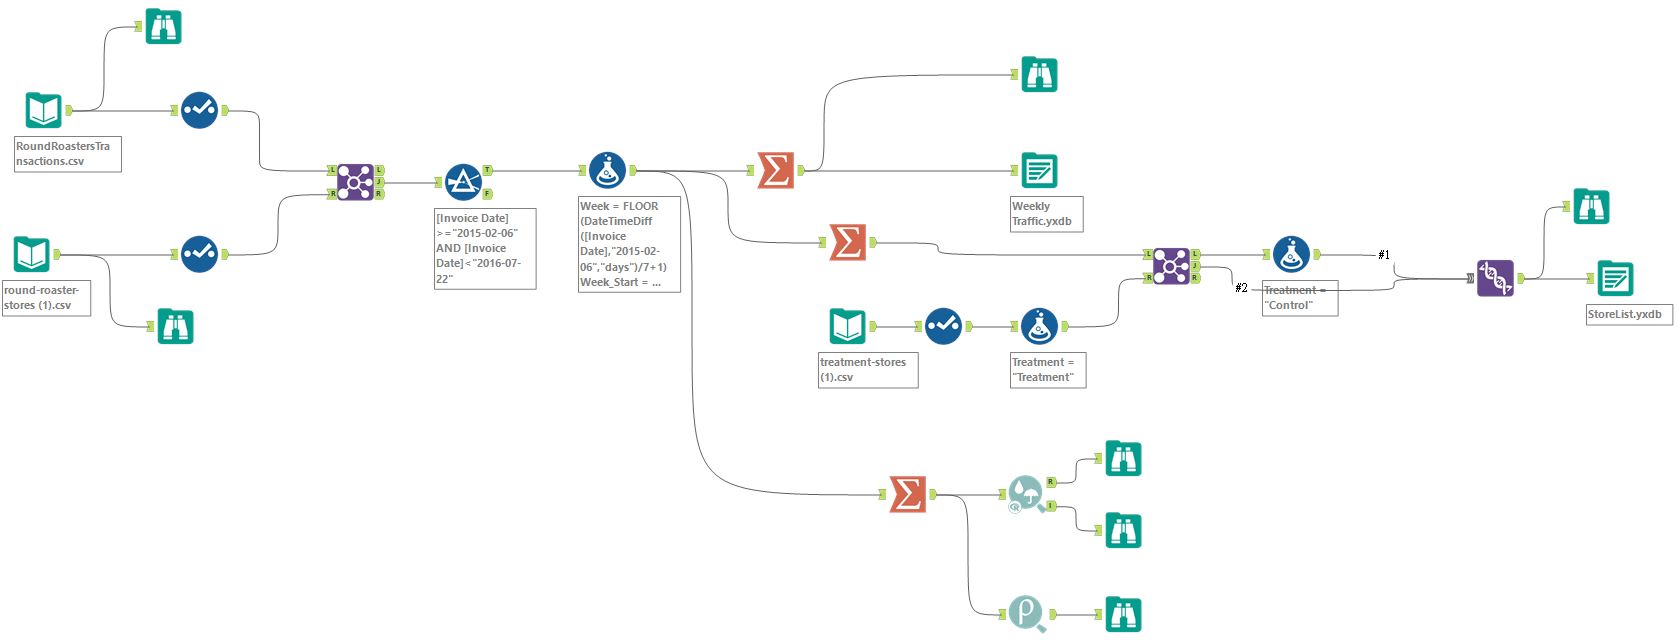 RoundRoastersTra
nsactions.csv
round-roaster-
stores (1).csv
L
R
L
J
R
T
F
[Invoice Date]
>="2015-02-06"
AND [Invoice
Date]<"2016-07-
22"
Week = FLOOR
(DateTimeDiff
([Invoice
Date],"2015-02-
06","days")/7+1)
Week_Start = ...
Weekly
Traffic.yxdb
treatment-stores
(1).csv
Treatment =
"Treatment"
L
R
L
J
R
#1
#2
Treatment =
"Control"
StoreList.yxdb
R
R
I
ρ